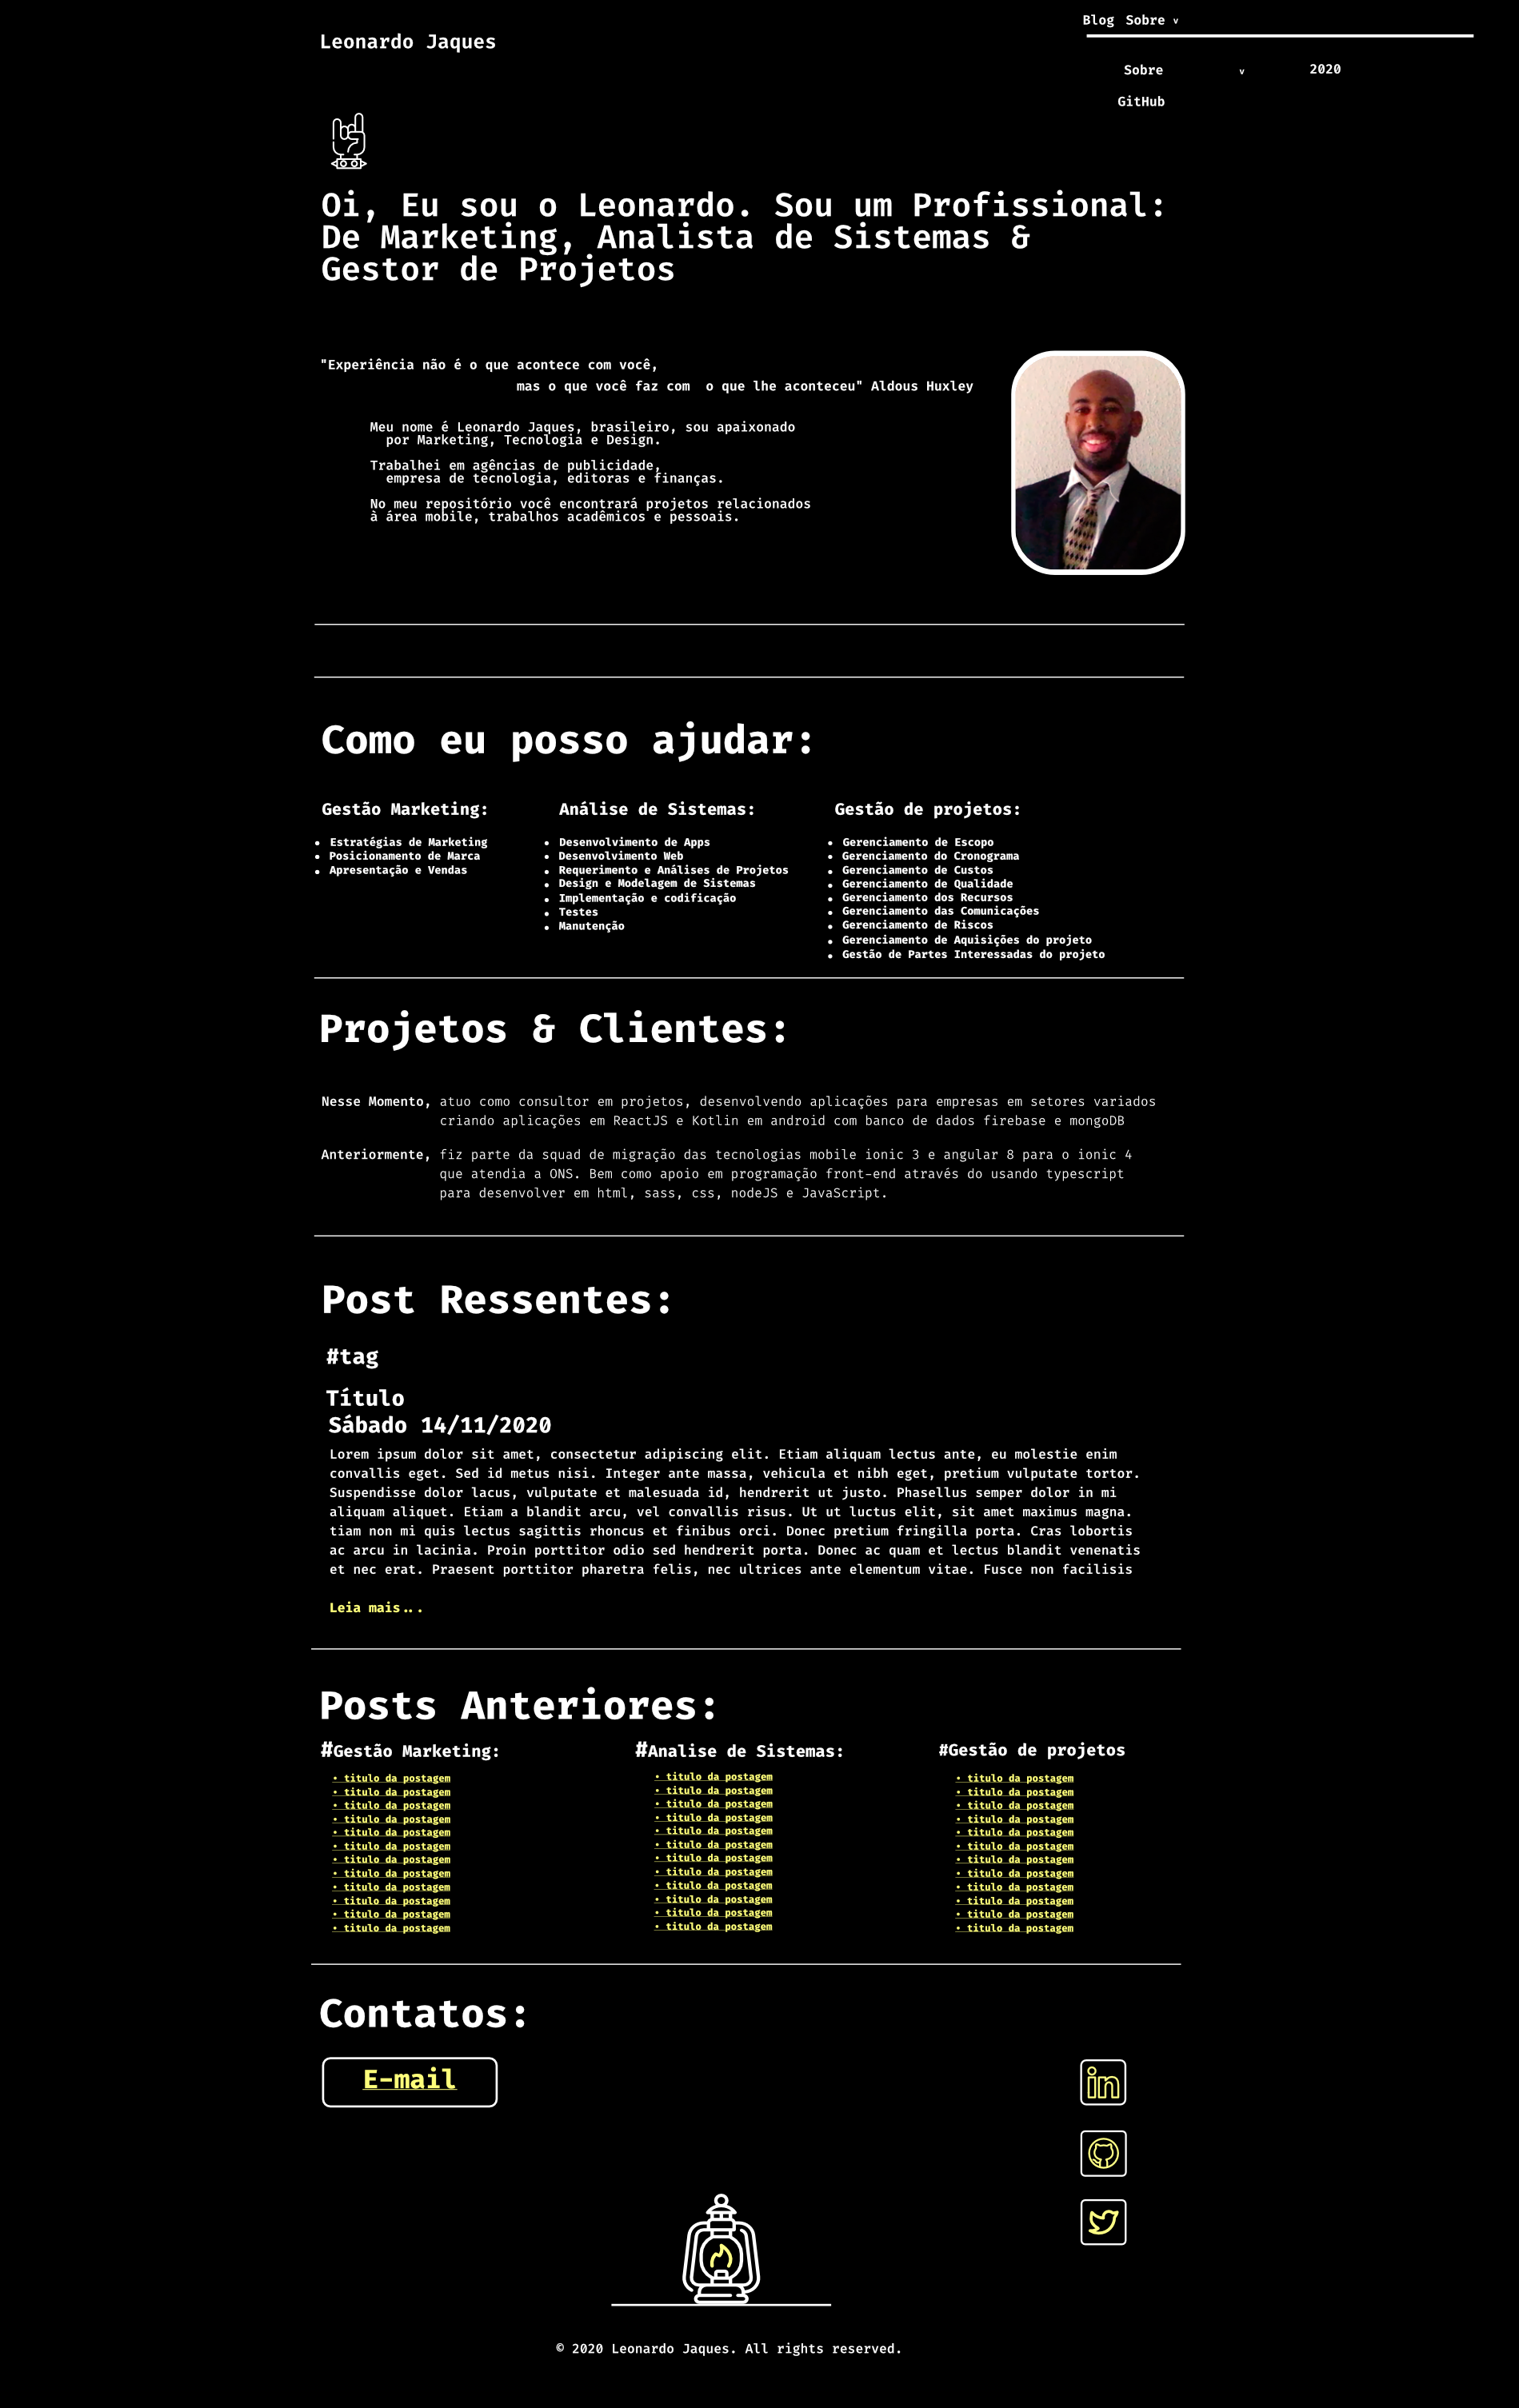 Blog Sobre v
Leonardo Jaques
Sobre v 2020
GitHub
Oi, Eu sou o Leonardo. Sou um Profissional:
De Marketing, Analista de Sistemas &
Gestor de Projetos
"Experiência não é o que acontece com você,
mas o que você faz com o que lhe aconteceu" Aldous Huxley
Meu nome é Leonardo Jaques, brasileiro, sou apaixonado
por Marketing, Tecnologia e Design.
Trabalhei em agências de publicidade,
empresa de tecnologia, editoras e finanças.
No meu repositório você encontrará projetos relacionados
à área mobile, trabalhos acadêmicos e pessoais.
Como eu posso ajudar:
Gestão Marketing:
• Estratégias de Marketing
• Posicionamento de Marca
• Apresentação e Vendas
Análise de Sistemas:
• Desenvolvimento de Apps
• Desenvolvimento Web
• Requerimento e Análises de Projetos
• Design e Modelagem de Sistemas
• Implementação e codificação
• Testes
• Manutenção
Gestão de projetos:
• Gerenciamento de Escopo
• Gerenciamento do Cronograma
• Gerenciamento de Custos
• Gerenciamento de Qualidade
• Gerenciamento dos Recursos
• Gerenciamento das Comunicações
• Gerenciamento de Riscos
• Gerenciamento de Aquisições do projeto
• Gestão de Partes Interessadas do projeto
Projetos & Clientes:
Nesse Momento, atuo como consultor em projetos, desenvolvendo aplicações para empresas em setores variados
criando aplicações em ReactJS e Kotlin em android com banco de dados firebase e mongoDB
Anteriormente, fiz parte da squad de migração das tecnologias mobile ionic 3 e angular 8 para o ionic 4
que atendia a ONS. Bem como apoio em programação front-end através do usando typescript
para desenvolver em html, sass, css, nodeJS e JavaScript.
Post Ressentes:
#tag
Título
Sábado 14/11/2020
Lorem ipsum dolor sit amet, consectetur adipiscing elit. Etiam aliquam lectus ante, eu molestie enim
convallis eget. Sed id metus nisi. Integer ante massa, vehicula et nibh eget, pretium vulputate tortor.
Suspendisse dolor lacus, vulputate et malesuada id, hendrerit ut justo. Phasellus semper dolor in mi
aliquam aliquet. Etiam a blandit arcu, vel convallis risus. Ut ut luctus elit, sit amet maximus magna.
tiam non mi quis lectus sagittis rhoncus et finibus orci. Donec pretium fringilla porta. Cras lobortis
ac arcu in lacinia. Proin porttitor odio sed hendrerit porta. Donec ac quam et lectus blandit venenatis
et nec erat. Praesent porttitor pharetra felis, nec ultrices ante elementum vitae. Fusce non facilisis
Leia mais...
Posts Anteriores:
#Gestão Marketing:
• titulo da postagem
• titulo da postagem
• titulo da postagem
• titulo da postagem
• titulo da postagem
• titulo da postagem
• titulo da postagem
• titulo da postagem
• titulo da postagem
• titulo da postagem
• titulo da postagem
• titulo da postagem
#Analise de Sistemas:
• titulo da postagem
• titulo da postagem
• titulo da postagem
• titulo da postagem
• titulo da postagem
• titulo da postagem
• titulo da postagem
• titulo da postagem
• titulo da postagem
• titulo da postagem
• titulo da postagem
• titulo da postagem
#Gestão de projetos
• titulo da postagem
• titulo da postagem
• titulo da postagem
• titulo da postagem
• titulo da postagem
• titulo da postagem
• titulo da postagem
• titulo da postagem
• titulo da postagem
• titulo da postagem
• titulo da postagem
• titulo da postagem
Contatos:
E-mail
in
© 2020 Leonardo Jaques. All rights reserved.